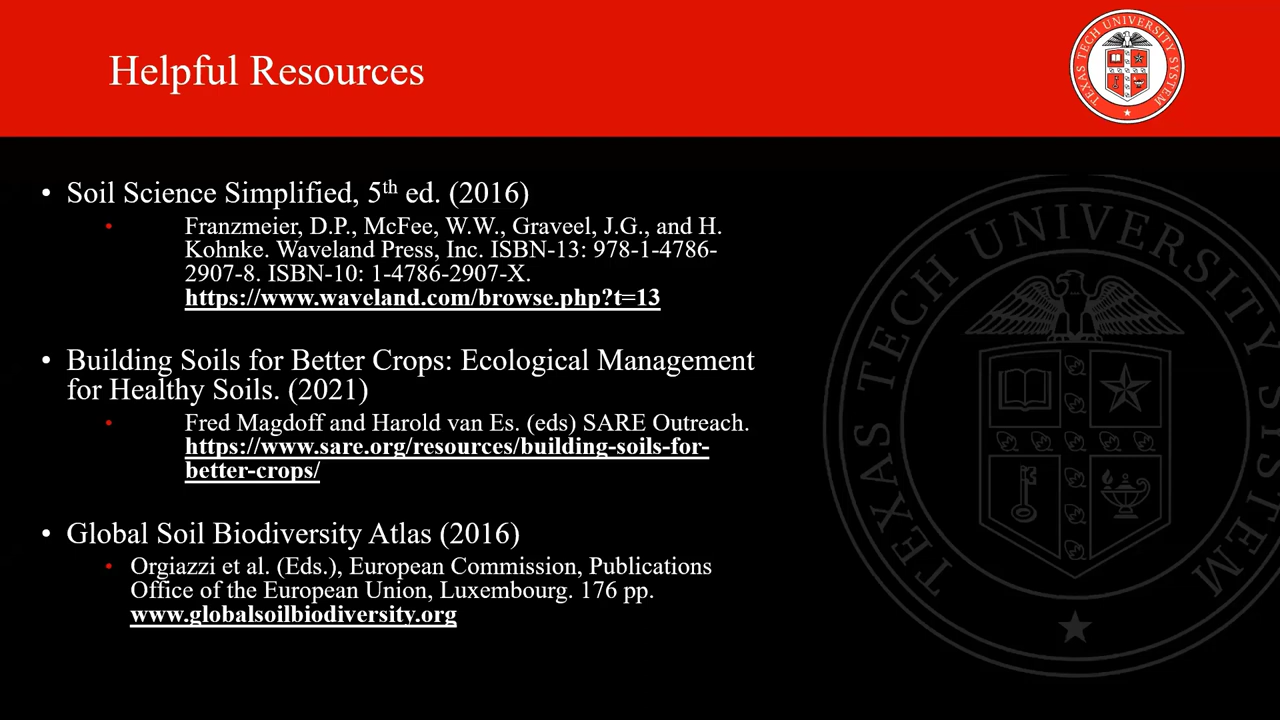 Helpful Resources
TEXAS TECH UNIVERSITY SYSTEM
• Soil Science Simplified, 5th ed. (2016)
• Franzmeier, D.P., McFee, W.W., Graveel, J.G., and H.
Kohnke. Waveland Press, Inc. ISBN-13: 978-1-4786-
2907-8. ISBN-10: 1-4786-2907-X.
https://www.waveland.com/browse.php?t=13
• Building Soils for Better Crops: Ecological Management
for Healthy Soils. (2021)
• Fred Magdoff and Harold van Es. (eds) SARE Outreach.
https://www.sare.org/resources/building-soils-for-
better-crops/
• Global Soil Biodiversity Atlas (2016)
• Orgiazzi et al. (Eds.), European Commission, Publications
Office of the European Union, Luxembourg. 176 pp.
www.globalsoilbiodiversity.org
TEXAS TECH UNIVERSITY SYSTEM